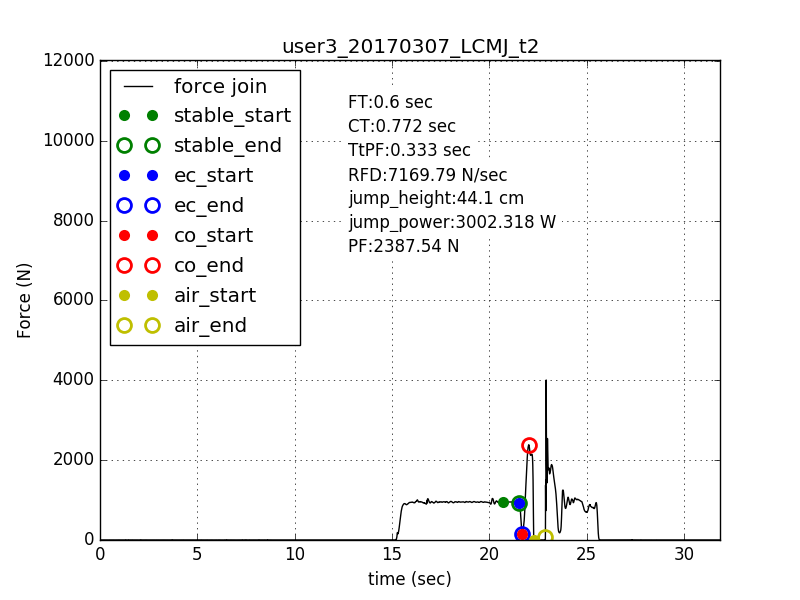 user3_20170307_LCMJ_t2
12000
10000
8000
6000
4000
2000
0
Force (N)
force join
stable_start
stable_end
ec_start
ec_end
co_start
co_end
air_start
air_end
FT:0.6 sec
CT:0.772 sec
TtPF:0.333 sec
RFD:7169.79 N/sec
jump_height:44.1 cm
jump_power:3002.318 W
PF:2387.54 N
0 5 10 15 20 25 30
time (sec)